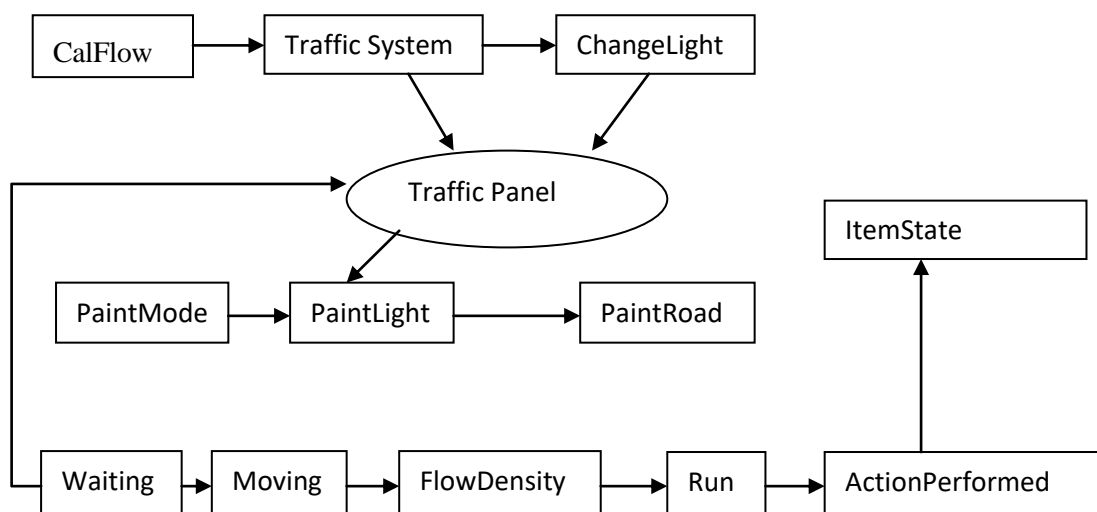 CalFlow
Traffic System
ChangeLight
Traffic Panel
ItemState
PaintMode
PaintLight
PaintRoad
Waiting
Moving
FlowDensity
Run
ActionPerformed